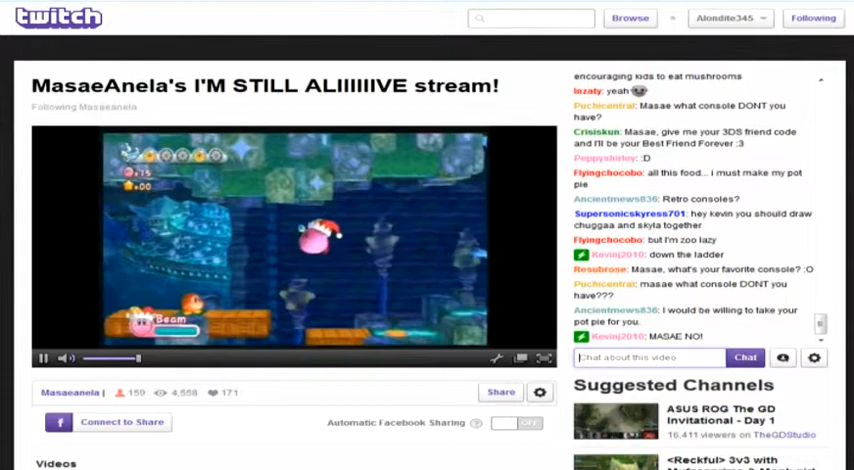 twitch
Browse
Alondite345
Following
MasaeAnela's I'M STILL ALIIIIIIVE stream!
Following Masaeanela
x15
x00
Beam
Masaeanela | 159 4,558 171
Share
f Connect to Share
Automatic Facebook Sharing ? OFF
Videos
encouraging kids to eat mushrooms
Inzaty: yeah
Puchicentral: Masae what console DONT you
have?
Crisiskun: Masae, give me your 3DS friend code
and I'll be your Best Friend Forever :3
Peppyshirley: :D
Flyingchocobo: all this food... i must make my pot
pie
Ancientmews836: Retro consoles?
Supersonicskyress701: hey kevin you should draw
chuggaa and skyla together
Flyingchocobo: but I'm zoo lazy
Kevinj2010: down the ladder
Resubrose: Masae, what's your favorite console? :O
Puchicentral: masae what console DONT you
have???
Ancientmews836: I would be willing to take your
pot pie for you.
Kevinj2010: MASAE NO!
Chat about this video
Chat
Suggested Channels
ASUS ROG The GD
Invitational - Day 1
16,411 viewers on TheGDStudio
<Reckful> 3v3 with